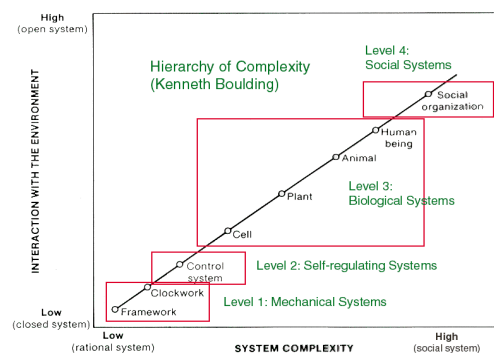 High
(open system)
Level 4:
Social Systems
Hierarchy of Complexity
(Kenneth Boulding)
Social
organization
Human
being
Animal
Level 3:
Biological Systems
Plant
Cell
Control
system
Level 2: Self-regulating Systems
Clockwork
Level 1: Mechanical Systems
Framework
INTERACTION WITH THE ENVIRONMENT
Low
(closed system)
Low
(rational system)
SYSTEM COMPLEXITY
High
(social system)